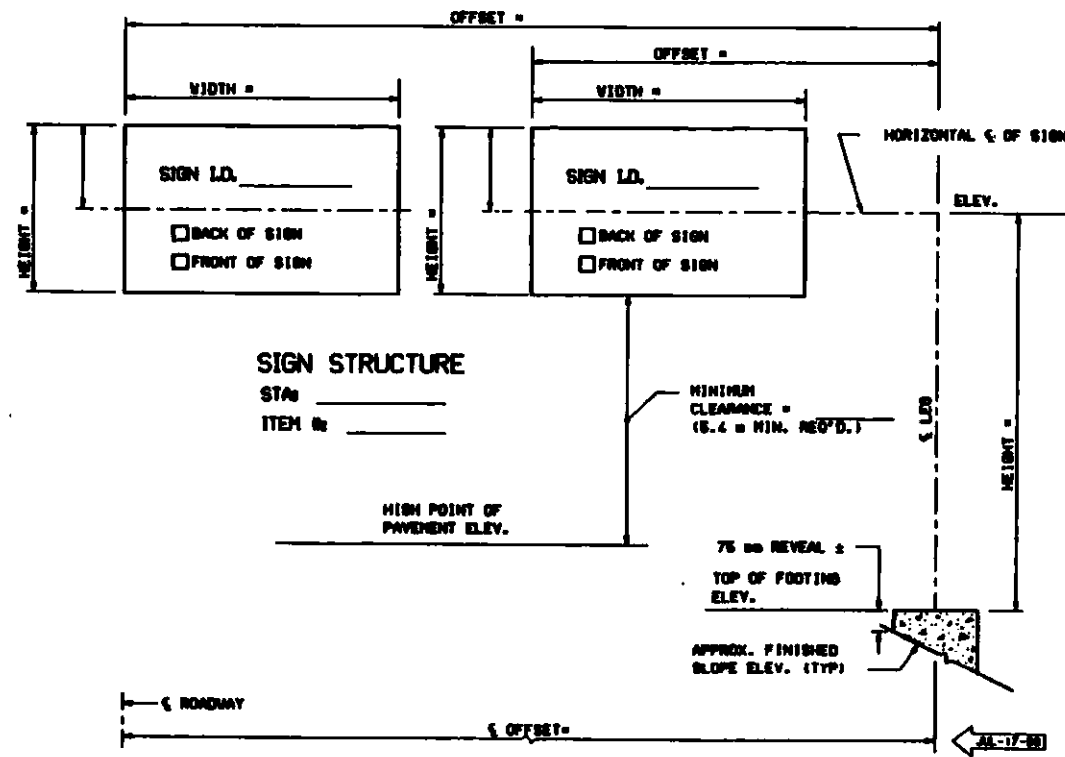 OFFSET =
OFFSET =
WIDTH =
WIDTH =
HORIZONTAL ℄ OF SIGN
SIGN I.D.
SIGN I.D.
ELEV.
HEIGHT =
HEIGHT =
BACK OF SIGN
FRONT OF SIGN
BACK OF SIGN
FRONT OF SIGN
SIGN STRUCTURE
STA:
ITEM #:
MINIMUM
CLEARANCE =
(5.4 m MIN. REQ'D.)
℄ LEG
HEIGHT =
HIGH POINT OF
PAVEMENT ELEV.
75 mm REVEAL ±
TOP OF FOOTING
ELEV.
APPROX. FINISHED
SLOPE ELEV. (TYP)
℄ ROADWAY
℄ OFFSET=